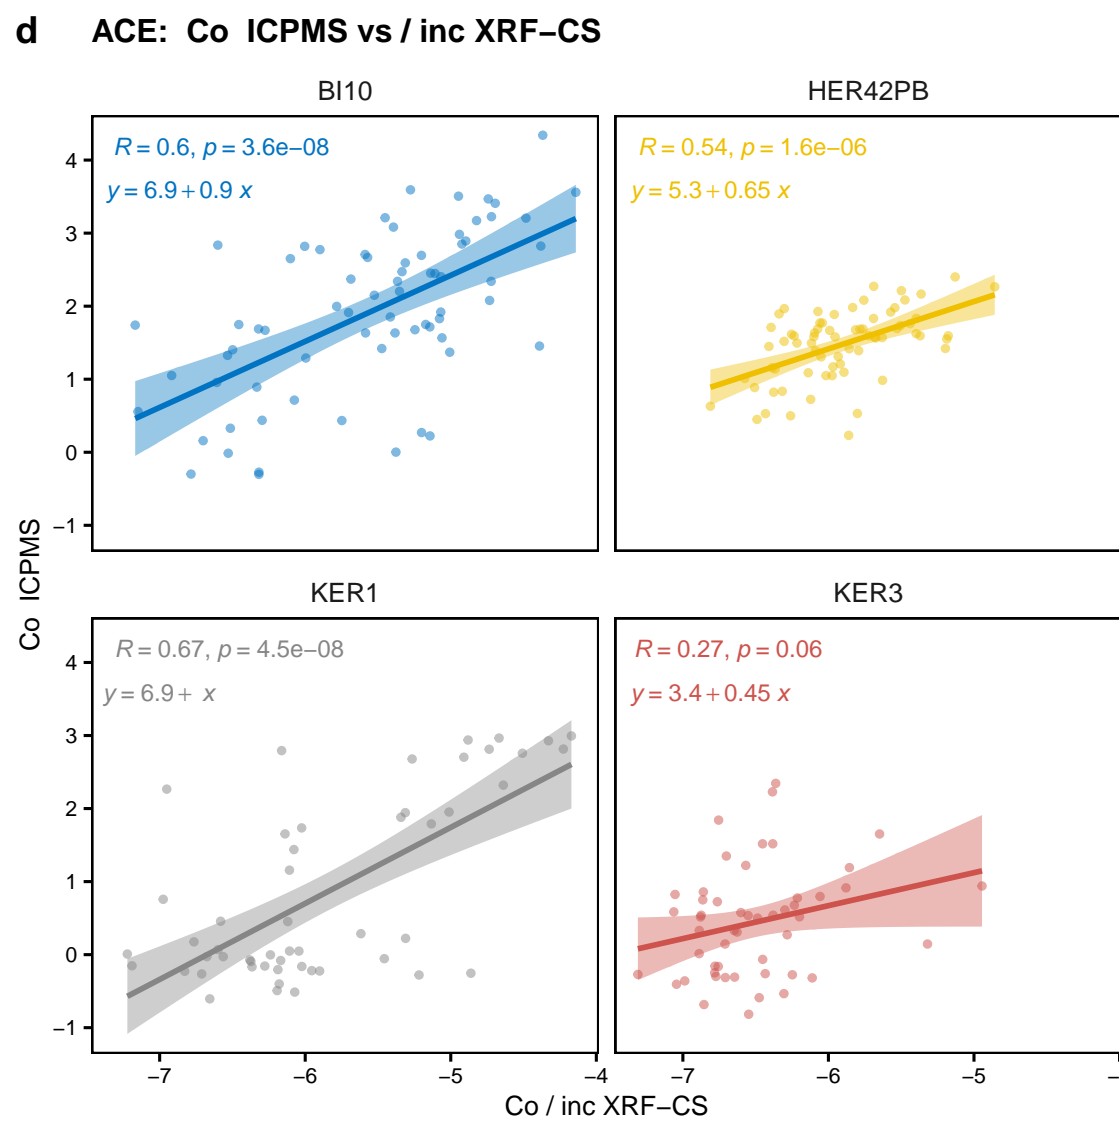 d ACE: Co ICPMS vs / inc XRF−CS
BI10
HER42PB
R = 0.6, p = 3.6e−08
y = 6.9 + 0.9 x
R = 0.54, p = 1.6e−06
y = 5.3 + 0.65 x
4
3
2
1
0
−1
Co ICPMS
KER1
KER3
R = 0.67, p = 4.5e−08
y = 6.9 + x
R = 0.27, p = 0.06
y = 3.4 + 0.45 x
4
3
2
1
0
−1
−7 −6 −5 −4
−7 −6 −5 −
Co / inc XRF−CS